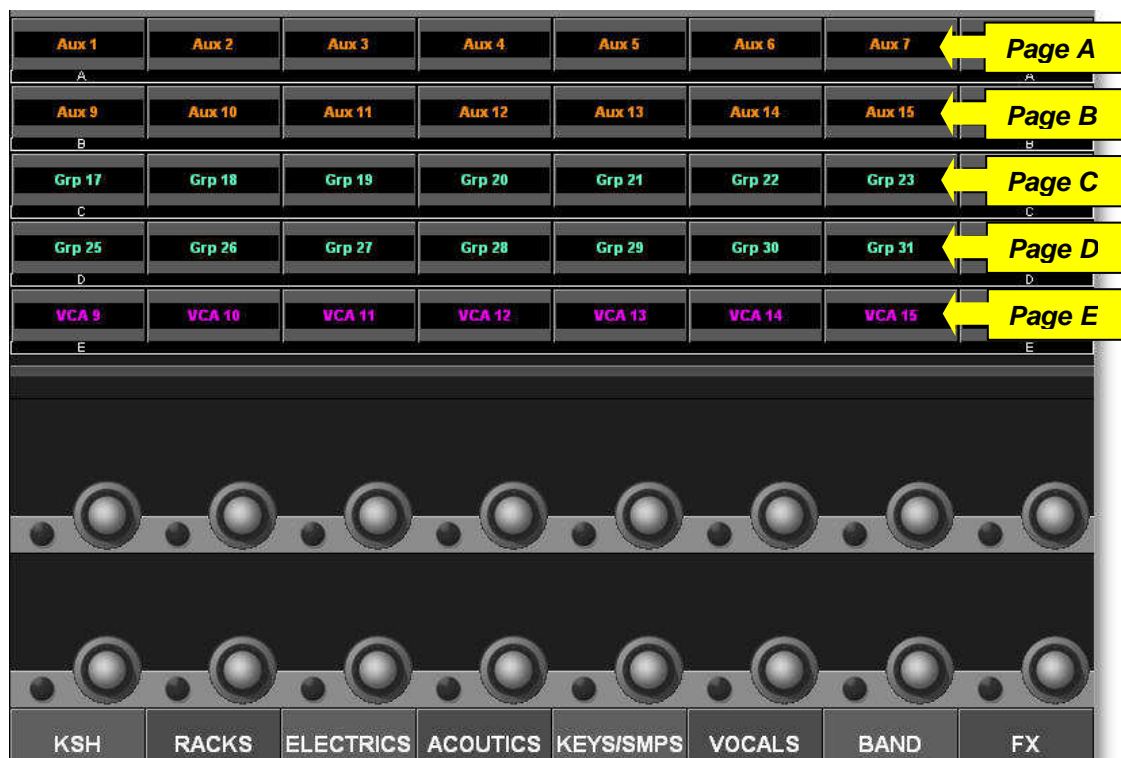 Aux 1 Aux 2 Aux 3 Aux 4 Aux 5 Aux 6 Aux 7 Page A
A A
Aux 9 Aux 10 Aux 11 Aux 12 Aux 13 Aux 14 Aux 15 Page B
B B
Grp 17 Grp 18 Grp 19 Grp 20 Grp 21 Grp 22 Grp 23 Page C
C C
Grp 25 Grp 26 Grp 27 Grp 28 Grp 29 Grp 30 Grp 31 Page D
D D
VCA 9 VCA 10 VCA 11 VCA 12 VCA 13 VCA 14 VCA 15 Page E
E E
KSH RACKS ELECTRICS ACOUTICS KEYS/SMPS VOCALS BAND FX